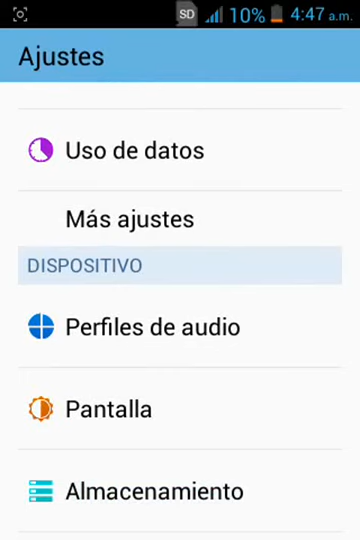 SD 10% 4:47 a.m.
Ajustes
Uso de datos
Más ajustes
DISPOSITIVO
Perfiles de audio
Pantalla
Almacenamiento